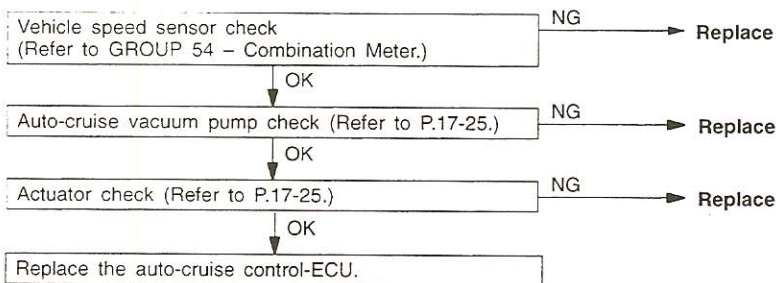 Vehicle speed sensor check
(Refer to GROUP 54 – Combination Meter.)
NG
Replace
OK
Auto-cruise vacuum pump check (Refer to P.17-25.)
NG
Replace
OK
Actuator check (Refer to P.17-25.)
NG
Replace
OK
Replace the auto-cruise control-ECU.